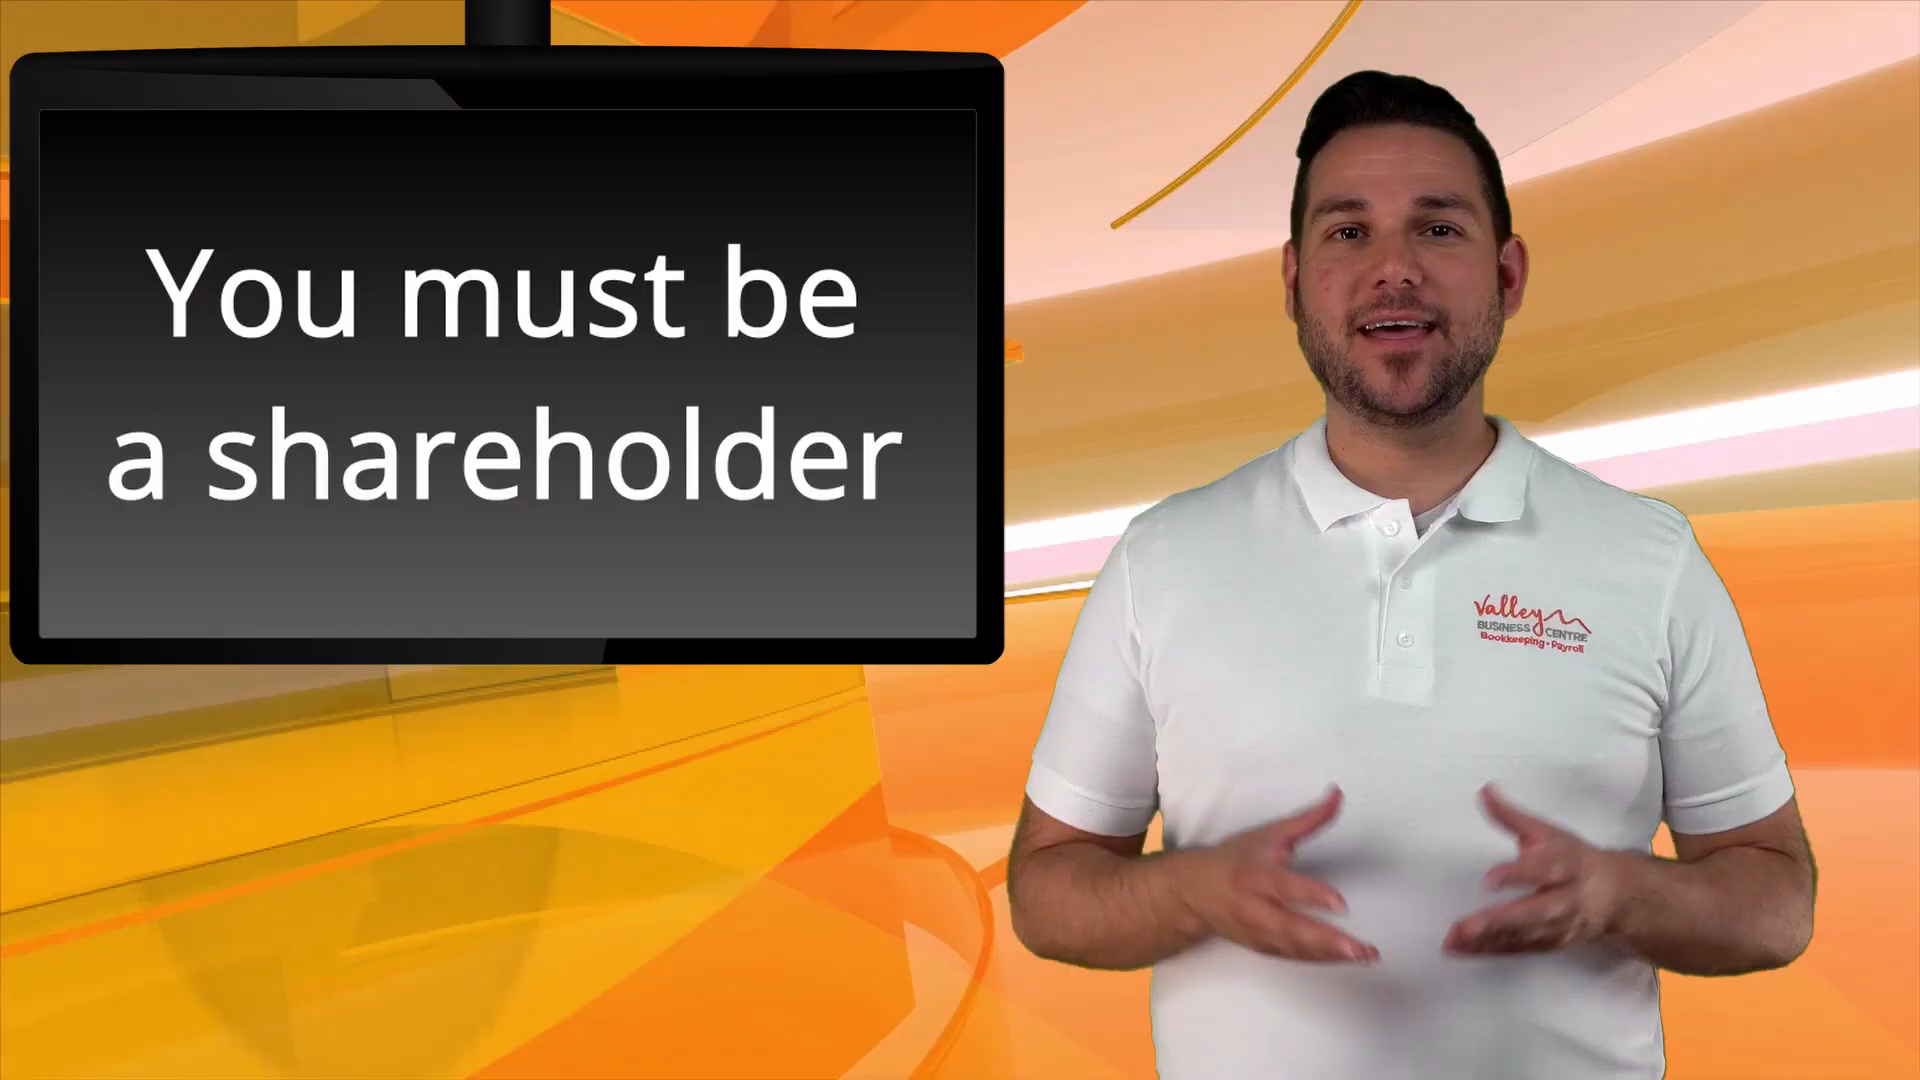 You must be
a shareholder
Valley
BUSINESS CENTRE
Bookkeeping • Payroll